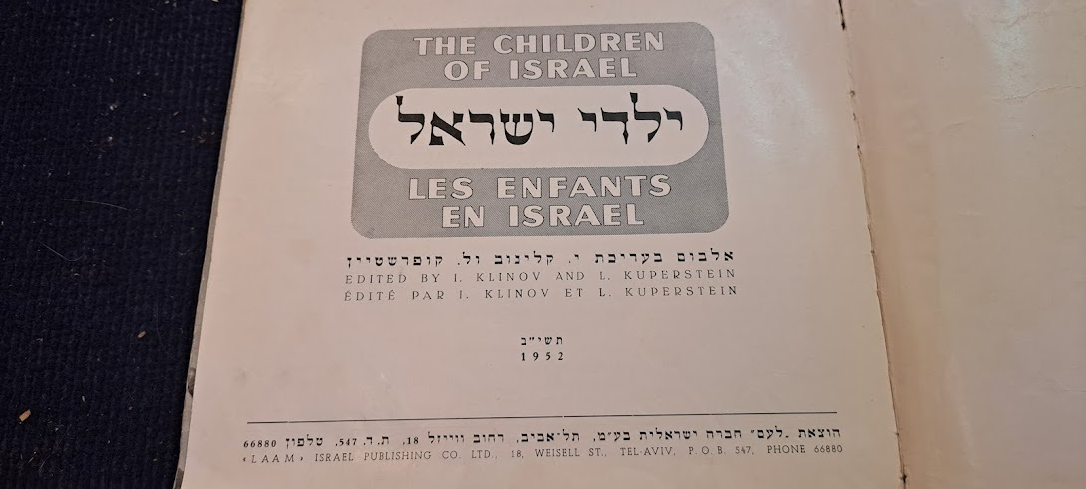 THE CHILDREN
OF ISRAEL
ילדי ישראל
LES ENFANTS
EN ISRAEL
אלבום בעריכת י. קלינוב ול. קופרשטיין
EDITED BY I. KLINOV AND L. KUPERSTEIN
ÉDITÉ PAR I. KLINOV ET L. KUPERSTEIN
תשי״ב
1952
הוצאת „לעם״ חברה ישראלית בע״מ, תל־אביב, רחוב ווייזל 18, ת.ד. 547, טלפון 66880
«LAAM» ISRAEL PUBLISHING CO. LTD., 18, WEISELL ST., TEL-AVIV, P.O.B. 547, PHONE 66880